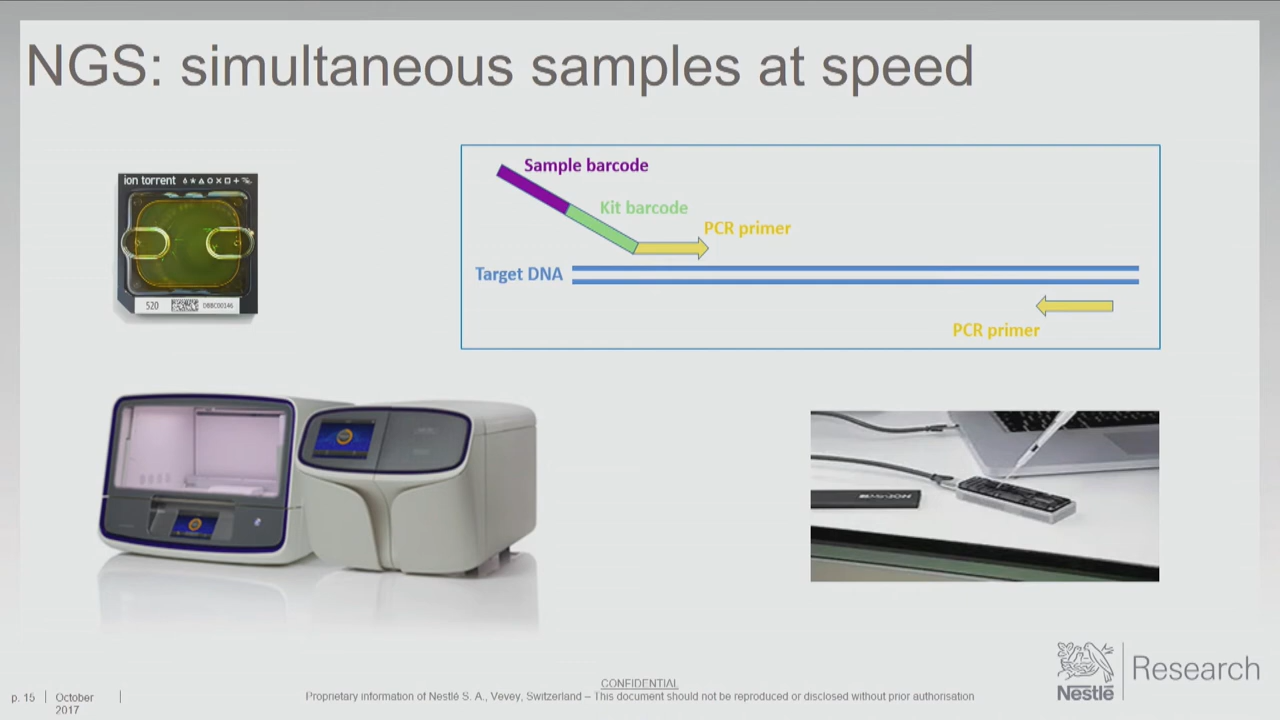 NGS: simultaneous samples at speed
ion torrent
520
DBBC00346
Sample barcode
Kit barcode
PCR primer
Target DNA
PCR primer
MinION
p. 15
October
2017
CONFIDENTIAL
Proprietary information of Nestlé S. A., Vevey, Switzerland – This document should not be reproduced or disclosed without prior authorisation
Nestlé
Research